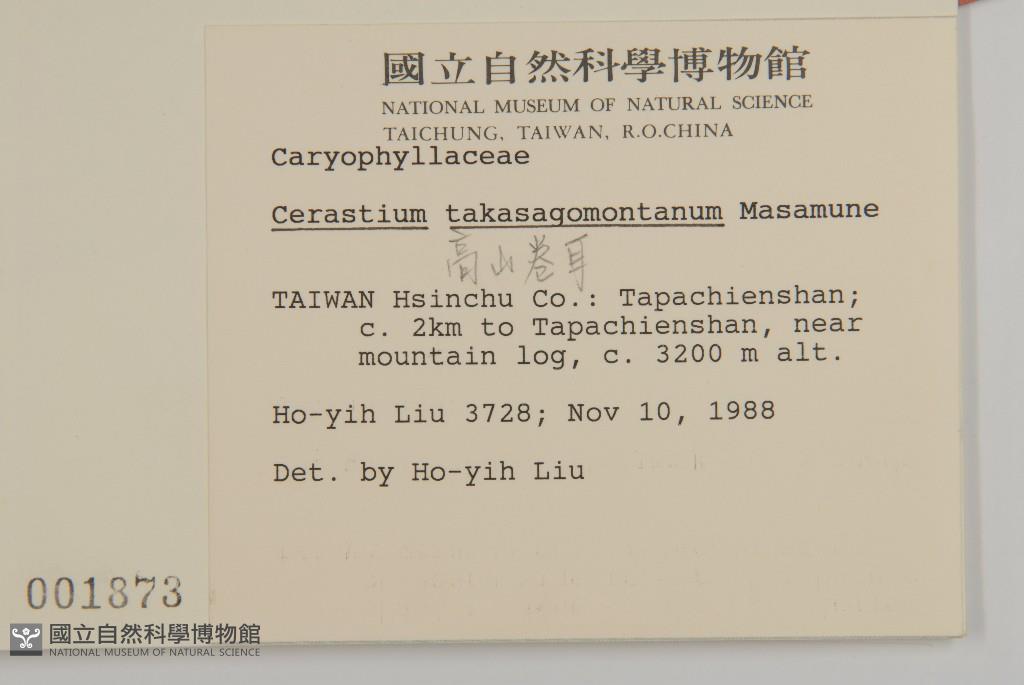 國立自然科學博物館
NATIONAL MUSEUM OF NATURAL SCIENCE
TAICHUNG, TAIWAN, R.O.CHINA
Caryophyllaceae
Cerastium takasagomontanum Masamune
高山卷耳
TAIWAN Hsinchu Co.: Tapachienshan;
c. 2km to Tapachienshan, near
mountain log, c. 3200 m alt.
Ho-yih Liu 3728; Nov 10, 1988
Det. by Ho-yih Liu
001873
國立自然科學博物館
NATIONAL MUSEUM OF NATURAL SCIENCE